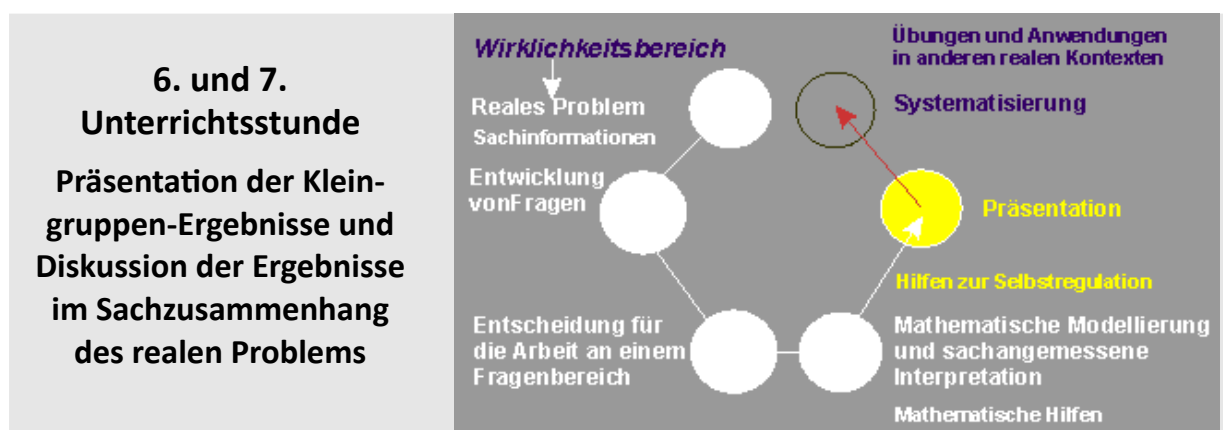 6. und 7.
Unterrichtsstunde
Präsentation der Klein-
gruppen-Ergebnisse und
Diskussion der Ergebnisse
im Sachzusammenhang
des realen Problems
Wirklichkeitsbereich
Reales Problem
Sachinformationen
Entwicklung
vonFragen
Entscheidung für
die Arbeit an einem
Fragenbereich
Übungen und Anwendungen
in anderen realen Kontexten
Systematisierung
Präsentation
Hilfen zur Selbstregulation
Mathematische Modellierung
und sachangemessene
Interpretation
Mathematische Hilfen